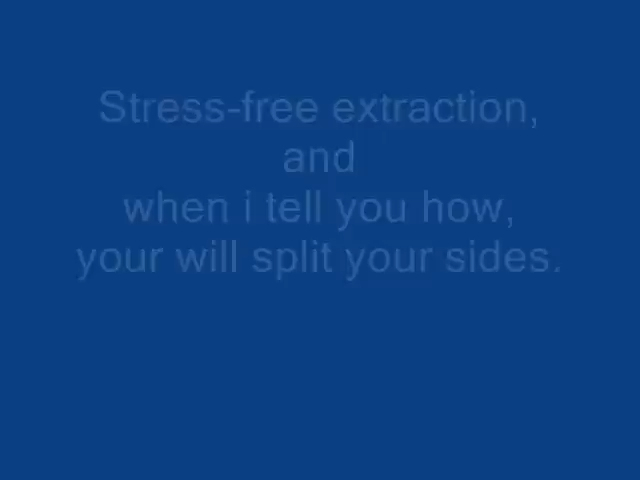 Stress-free extraction,
and
when i tell you how,
your will split your sides.